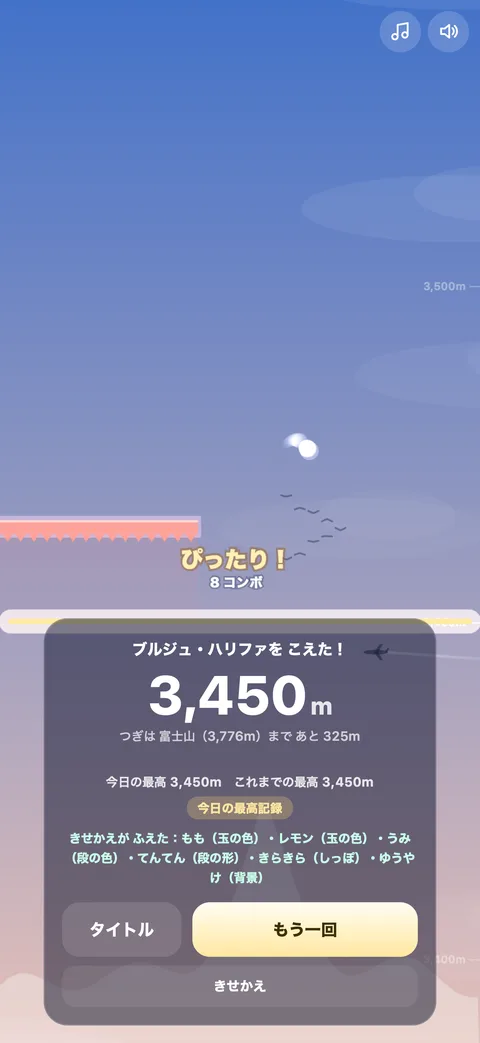 3,500m
ぴったり！
8 コンボ
ブルジュ・ハリファを こえた！
3,450 m
つぎは 富士山（3,776m）まで あと 325m
今日の最高 3,450m　これまでの最高 3,450m
今日の最高記録
きせかえが ふえた：もも（玉の色）・レモン（玉の色）・うみ
（段の色）・てんてん（段の形）・きらきら（しっぽ）・ゆうや
け（背景）
タイトル
もう一回
3,400m
きせかえ